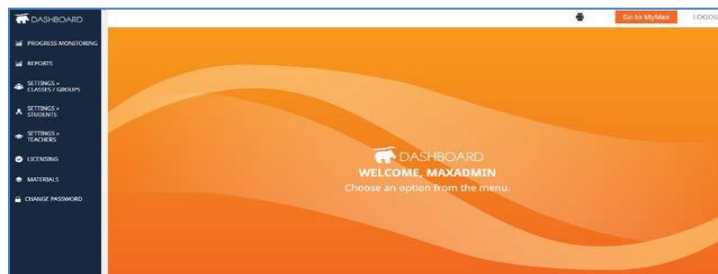 DASHBOARD
Go to MyMax
LOGOU
PROGRESS MONITORING
REPORTS
SETTINGS »
CLASSES / GROUPS
SETTINGS »
STUDENTS
SETTINGS »
TEACHERS
LICENSING
MATERIALS
CHANGE PASSWORD
DASHBOARD
WELCOME, MAXADMIN
Choose an option from the menu.